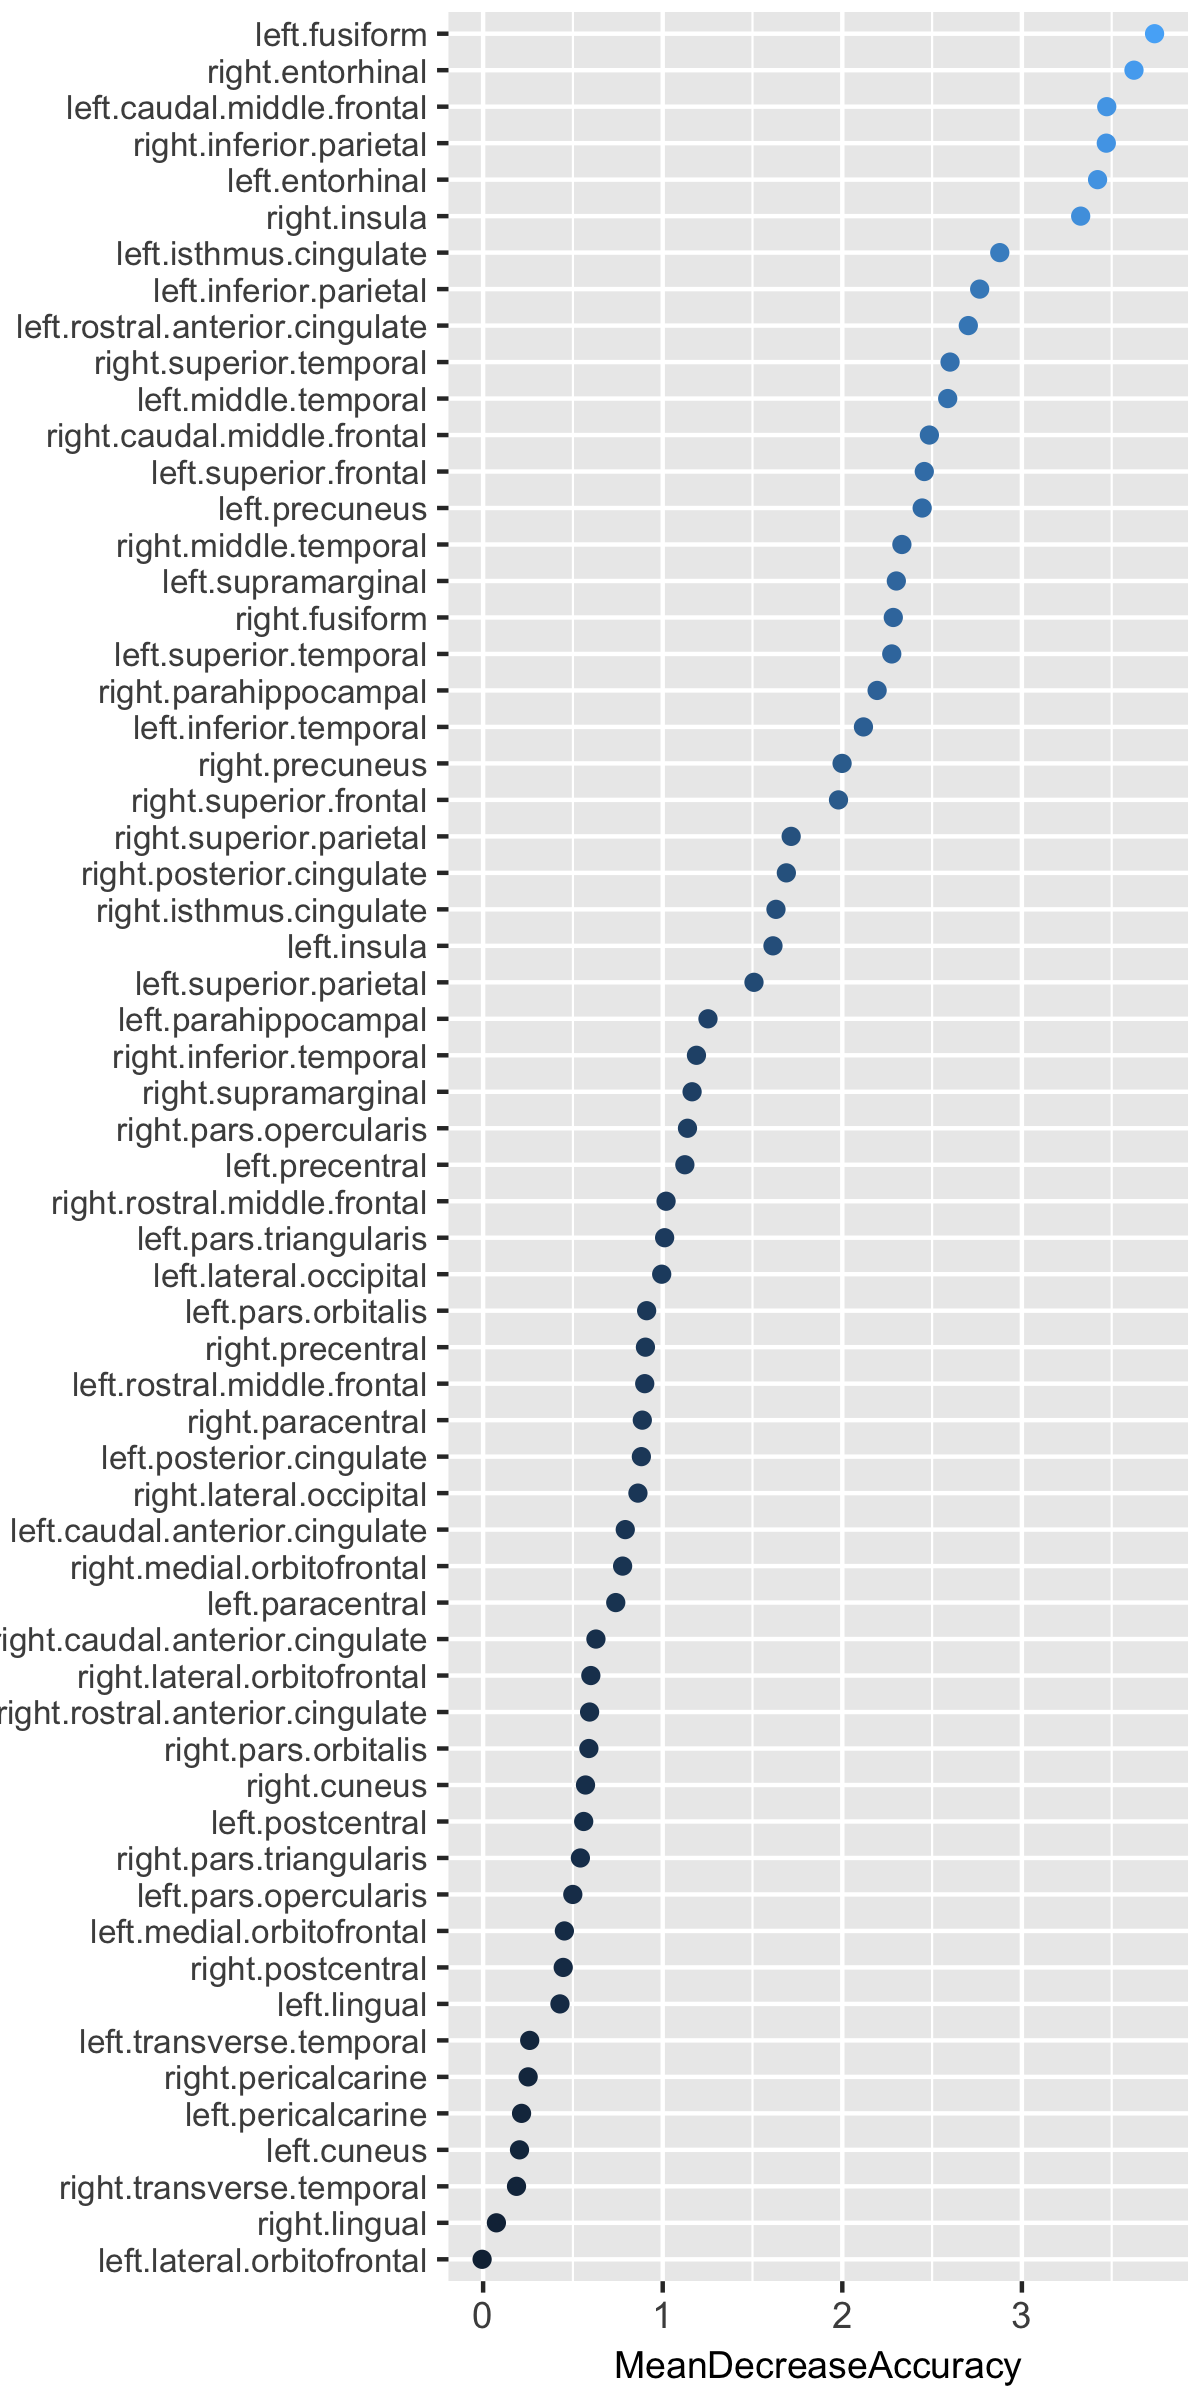 left.fusiform
right.entorhinal
left.caudal.middle.frontal
right.inferior.parietal
left.entorhinal
right.insula
left.isthmus.cingulate
left.inferior.parietal
left.rostral.anterior.cingulate
right.superior.temporal
left.middle.temporal
right.caudal.middle.frontal
left.superior.frontal
left.precuneus
right.middle.temporal
left.supramarginal
right.fusiform
left.superior.temporal
right.parahippocampal
left.inferior.temporal
right.precuneus
right.superior.frontal
right.superior.parietal
right.posterior.cingulate
right.isthmus.cingulate
left.insula
left.superior.parietal
left.parahippocampal
right.inferior.temporal
right.supramarginal
right.pars.opercularis
left.precentral
right.rostral.middle.frontal
left.pars.triangularis
left.lateral.occipital
left.pars.orbitalis
right.precentral
left.rostral.middle.frontal
right.paracentral
left.posterior.cingulate
right.lateral.occipital
left.caudal.anterior.cingulate
right.medial.orbitofrontal
left.paracentral
right.caudal.anterior.cingulate
right.lateral.orbitofrontal
right.rostral.anterior.cingulate
right.pars.orbitalis
right.cuneus
left.postcentral
right.pars.triangularis
left.pars.opercularis
left.medial.orbitofrontal
right.postcentral
left.lingual
left.transverse.temporal
right.pericalcarine
left.pericalcarine
left.cuneus
right.transverse.temporal
right.lingual
left.lateral.orbitofrontal
0 1 2 3
MeanDecreaseAccuracy